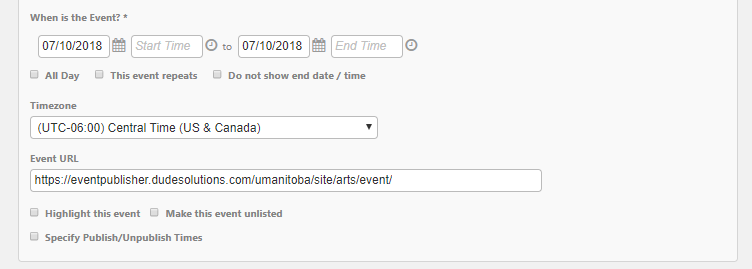 When is the Event? *
07/10/2018 Start Time to 07/10/2018 End Time
All Day This event repeats Do not show end date / time
Timezone
(UTC-06:00) Central Time (US & Canada)
Event URL
https://eventpublisher.dudesolutions.com/umanitoba/site/arts/event/
Highlight this event Make this event unlisted
Specify Publish/Unpublish Times